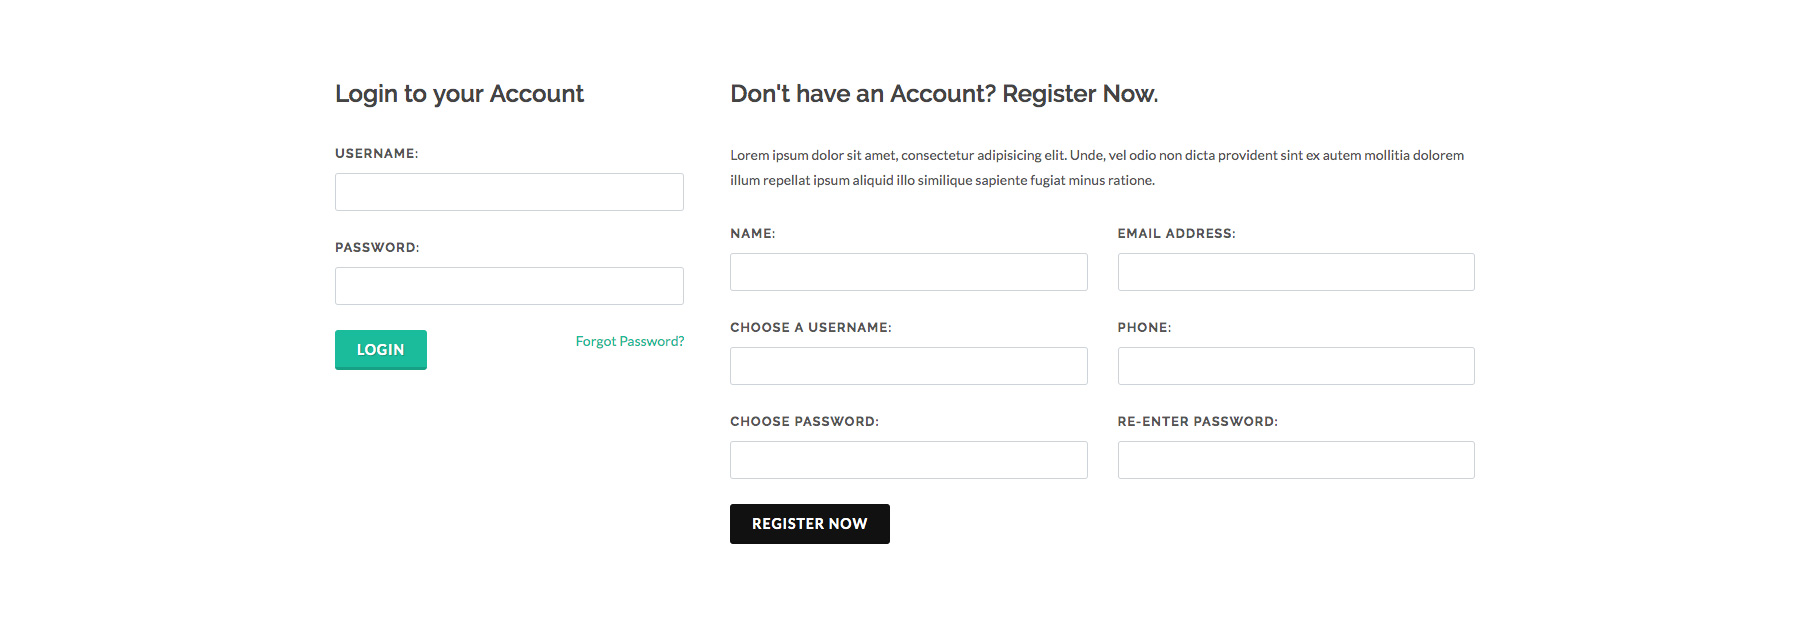 Login to your Account
USERNAME:
PASSWORD:
LOGIN
Forgot Password?
Don't have an Account? Register Now.
Lorem ipsum dolor sit amet, consectetur adipisicing elit. Unde, vel odio non dicta provident sint ex autem mollitia dolorem
illum repellat ipsum aliquid illo similique sapiente fugiat minus ratione.
NAME:
EMAIL ADDRESS:
CHOOSE A USERNAME:
PHONE:
CHOOSE PASSWORD:
RE-ENTER PASSWORD:
REGISTER NOW